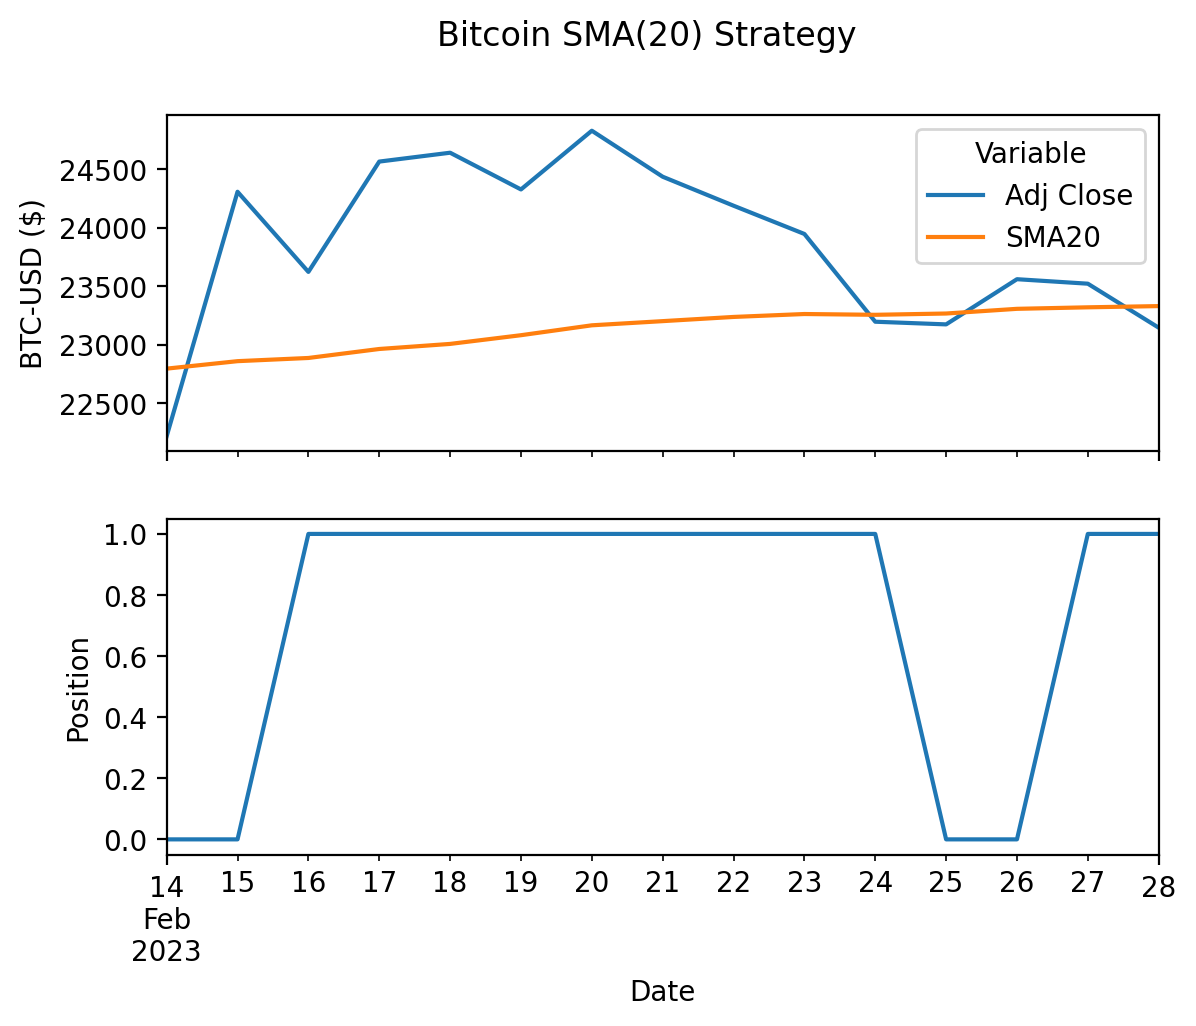 Bitcoin SMA(20) Strategy
24500
24000
23500
23000
22500
BTC-USD ($)
Variable
Adj Close
SMA20
1.0
0.8
0.6
0.4
0.2
0.0
Position
14 15 16 17 18 19 20 21 22 23 24 25 26 27 28
Feb
2023
Date